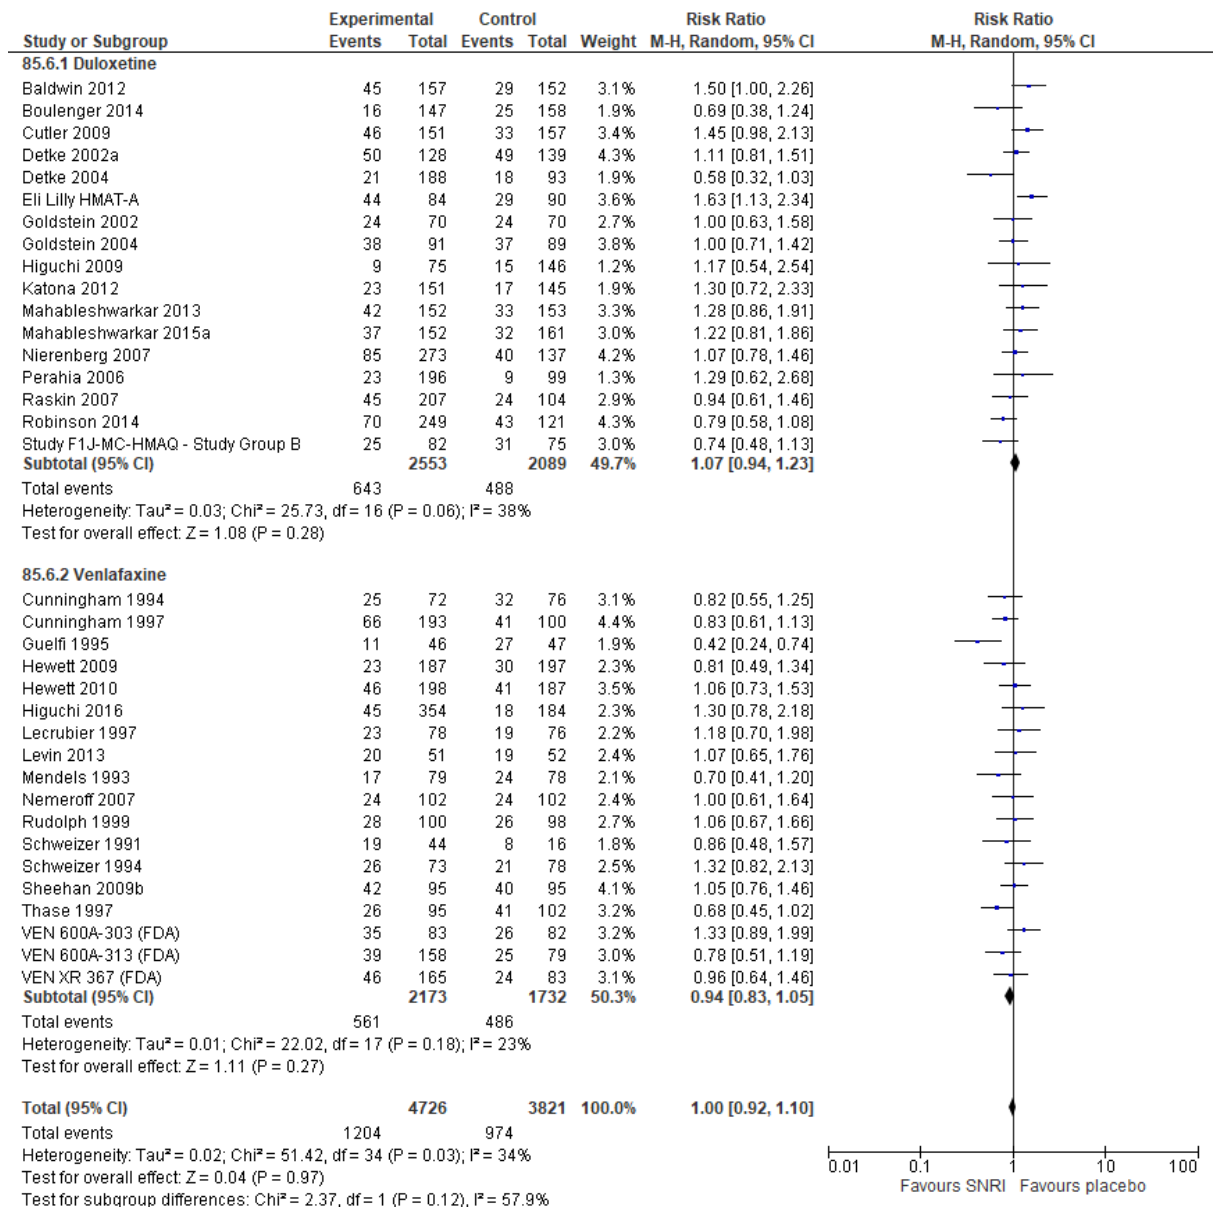 Experimental Control Risk Ratio Risk Ratio
Study or Subgroup Events Total Events Total Weight M-H, Random, 95% CI M-H, Random, 95% CI
85.6.1 Duloxetine
Baldwin 2012 45 157 29 152 3.1% 1.50 [1.00, 2.26]
Boulenger 2014 16 147 25 158 1.9% 0.69 [0.38, 1.24]
Cutler 2009 46 151 33 157 3.4% 1.45 [0.98, 2.13]
Detke 2002a 50 128 49 139 4.3% 1.11 [0.81, 1.51]
Detke 2004 21 188 18 93 1.9% 0.58 [0.32, 1.03]
Eli Lilly HMAT-A 44 84 29 90 3.6% 1.63 [1.13, 2.34]
Goldstein 2002 24 70 24 70 2.7% 1.00 [0.63, 1.58]
Goldstein 2004 38 91 37 89 3.8% 1.00 [0.71, 1.42]
Higuchi 2009 9 75 15 146 1.2% 1.17 [0.54, 2.54]
Katona 2012 23 151 17 145 1.9% 1.30 [0.72, 2.33]
Mahableshwarkar 2013 42 152 33 153 3.3% 1.28 [0.86, 1.91]
Mahableshwarkar 2015a 37 152 32 161 3.0% 1.22 [0.81, 1.86]
Nierenberg 2007 85 273 40 137 4.2% 1.07 [0.78, 1.46]
Perahia 2006 23 196 9 99 1.3% 1.29 [0.62, 2.68]
Raskin 2007 45 207 24 104 2.9% 0.94 [0.61, 1.46]
Robinson 2014 70 249 43 121 4.3% 0.79 [0.58, 1.08]
Study F1J-MC-HMAQ - Study Group B 25 82 31 75 3.0% 0.74 [0.48, 1.13]
Subtotal (95% CI) 2553 2089 49.7% 1.07 [0.94, 1.23]
Total events 643 488
Heterogeneity: Tau² = 0.03; Chi² = 25.73, df = 16 (P = 0.06); I² = 38%
Test for overall effect: Z = 1.08 (P = 0.28)
85.6.2 Venlafaxine
Cunningham 1994 25 72 32 76 3.1% 0.82 [0.55, 1.25]
Cunningham 1997 66 193 41 100 4.4% 0.83 [0.61, 1.13]
Guelfi 1995 11 46 27 47 1.9% 0.42 [0.24, 0.74]
Hewett 2009 23 187 30 197 2.3% 0.81 [0.49, 1.34]
Hewett 2010 46 198 41 187 3.5% 1.06 [0.73, 1.53]
Higuchi 2016 45 354 18 184 2.3% 1.30 [0.78, 2.18]
Lecrubier 1997 23 78 19 76 2.2% 1.18 [0.70, 1.98]
Levin 2013 20 51 19 52 2.4% 1.07 [0.65, 1.76]
Mendels 1993 17 79 24 78 2.1% 0.70 [0.41, 1.20]
Nemeroff 2007 24 102 24 102 2.4% 1.00 [0.61, 1.64]
Rudolph 1999 28 100 26 98 2.7% 1.06 [0.67, 1.66]
Schweizer 1991 19 44 8 16 1.8% 0.86 [0.48, 1.57]
Schweizer 1994 26 73 21 78 2.5% 1.32 [0.82, 2.13]
Sheehan 2009b 42 95 40 95 4.1% 1.05 [0.76, 1.46]
Thase 1997 26 95 41 102 3.2% 0.68 [0.45, 1.02]
VEN 600A-303 (FDA) 35 83 26 82 3.2% 1.33 [0.89, 1.99]
VEN 600A-313 (FDA) 39 158 25 79 3.0% 0.78 [0.51, 1.19]
VEN XR 367 (FDA) 46 165 24 83 3.1% 0.96 [0.64, 1.46]
Subtotal (95% CI) 2173 1732 50.3% 0.94 [0.83, 1.05]
Total events 561 486
Heterogeneity: Tau² = 0.01; Chi² = 22.02, df = 17 (P = 0.18); I² = 23%
Test for overall effect: Z = 1.11 (P = 0.27)
Total (95% CI) 4726 3821 100.0% 1.00 [0.92, 1.10]
Total events 1204 974
Heterogeneity: Tau² = 0.02; Chi² = 51.42, df = 34 (P = 0.03); I² = 34%
Test for overall effect: Z = 0.04 (P = 0.97)
Test for subgroup differences: Chi² = 2.37, df = 1 (P = 0.12), I² = 57.9%
0.01 0.1 1 10 100
Favours SNRI Favours placebo